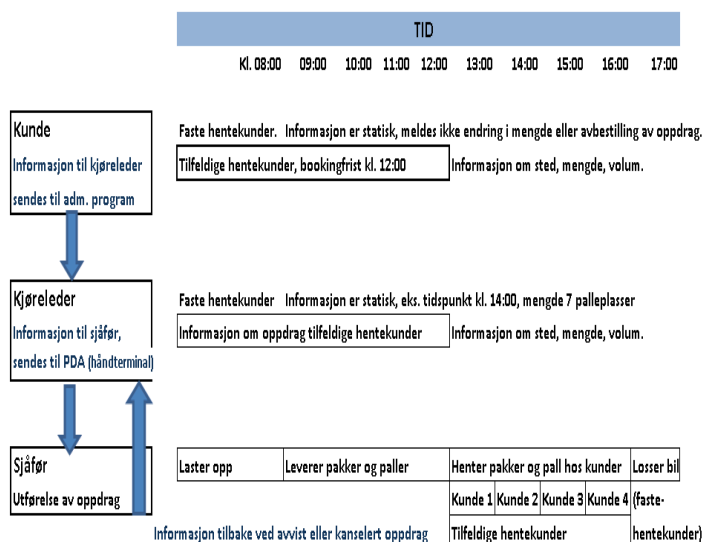 TID
Kl. 08:00 09:00 10:00 11:00 12:00 13:00 14:00 15:00 16:00 17:00
Kunde
Informasjon til kjøreleder
sendes til adm. program
Faste hentekunder. Informasjon er statisk, meldes ikke endring i mengde eller avbestilling av oppdrag.
Tilfeldige hentekunder, bookingfrist kl. 12:00 Informasjon om sted, mengde, volum.
Kjøreleder
Informasjon til sjåfør,
sendes til PDA (håndterminal)
Faste hentekunder Informasjon er statisk, eks. tidspunkt kl. 14:00, mengde 7 palleplasser
Informasjon om oppdrag tilfeldige hentekunder Informasjon om sted, mengde, volum.
Sjåfør
Utførelse av oppdrag
Laster opp Leverer pakker og paller Henter pakker og pall hos kunder Losser bil
Kunde 1 Kunde 2 Kunde 3 Kunde 4 (faste-
Informasjon tilbake ved avvist eller kanselert oppdrag Tilfeldige hentekunder hentekunder)